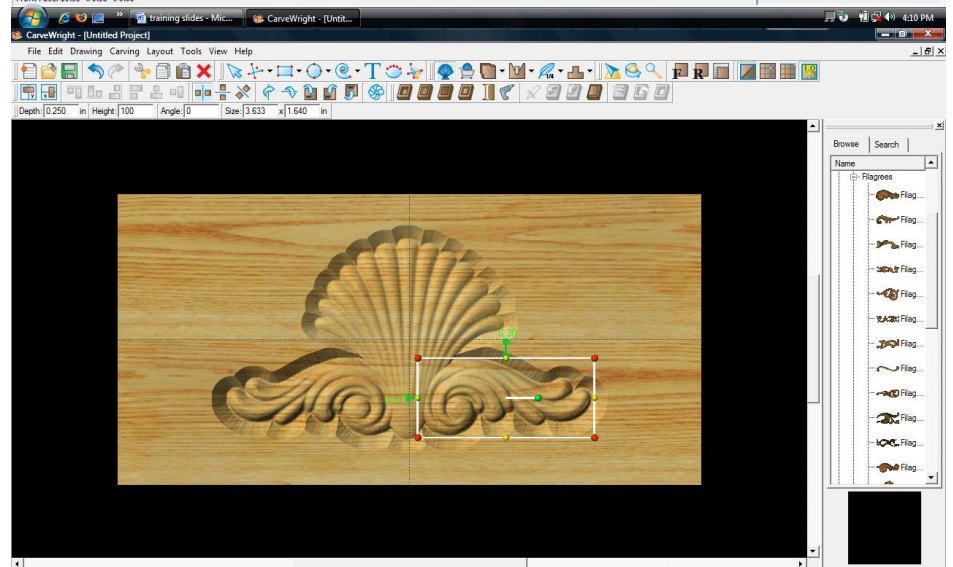 training slides - Mic...
CarveWright - [Untit...
4:10 PM
CarveWright - [Untitled Project]
File Edit Drawing Carving Layout Tools View Help
Depth: 0.250 in Height: 100 Angle: 0 Size: 3.633 x 1.640 in
Browse Search
Name
Filagrees
Filag...
Filag...
Filag...
Filag...
Filag...
Filag...
Filag...
Filag...
Filag...
Filag...
Filag...
Filag...
0.38